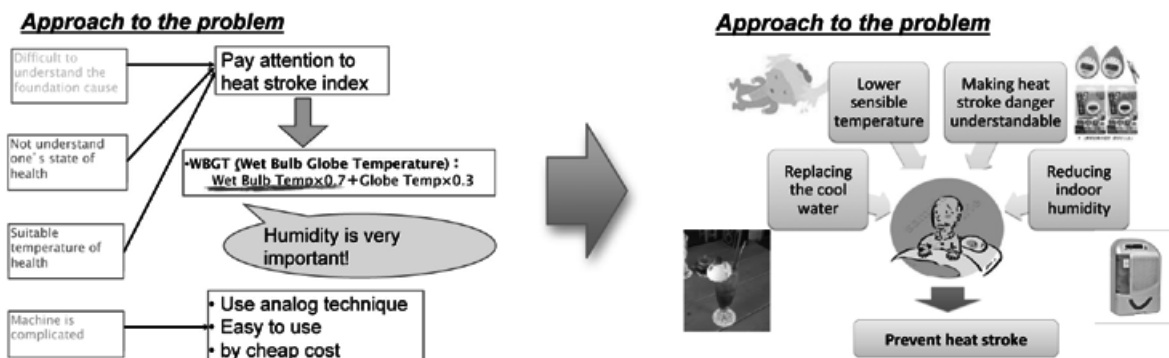 Approach to the problem
Difficult to
understand the
foundation cause
Pay attention to
heat stroke index
Not understand
one´s state of
health
•WBGT (Wet Bulb Globe Temperature) :
Wet Bulb Temp×0.7+Globe Temp×0.3
Humidity is very
important!
Suitable
temperature of
health
Machine is
complicated
• Use analog technique
• Easy to use
• by cheap cost
Approach to the problem
Lower
sensible
temperature
Making heat
stroke danger
understandable
Replacing
the cool
water
Reducing
indoor
humidity
Prevent heat stroke